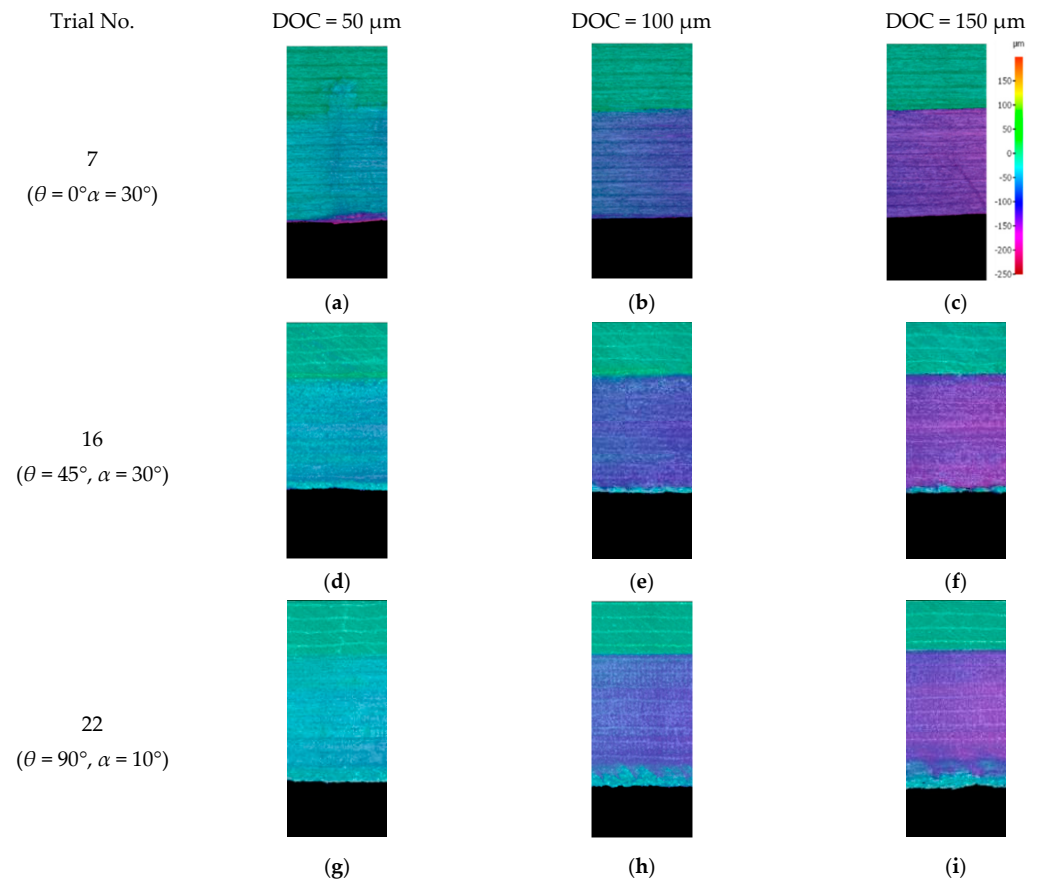 Trial No. DOC = 50 μm DOC = 100 μm DOC = 150 μm
μm
150
100
50
0
-50
-100
-150
-200
-250
7
(θ = 0°α = 30°)
(a) (b) (c)
16
(θ = 45°, α = 30°)
(d) (e) (f)
22
(θ = 90°, α = 10°)
(g) (h) (i)